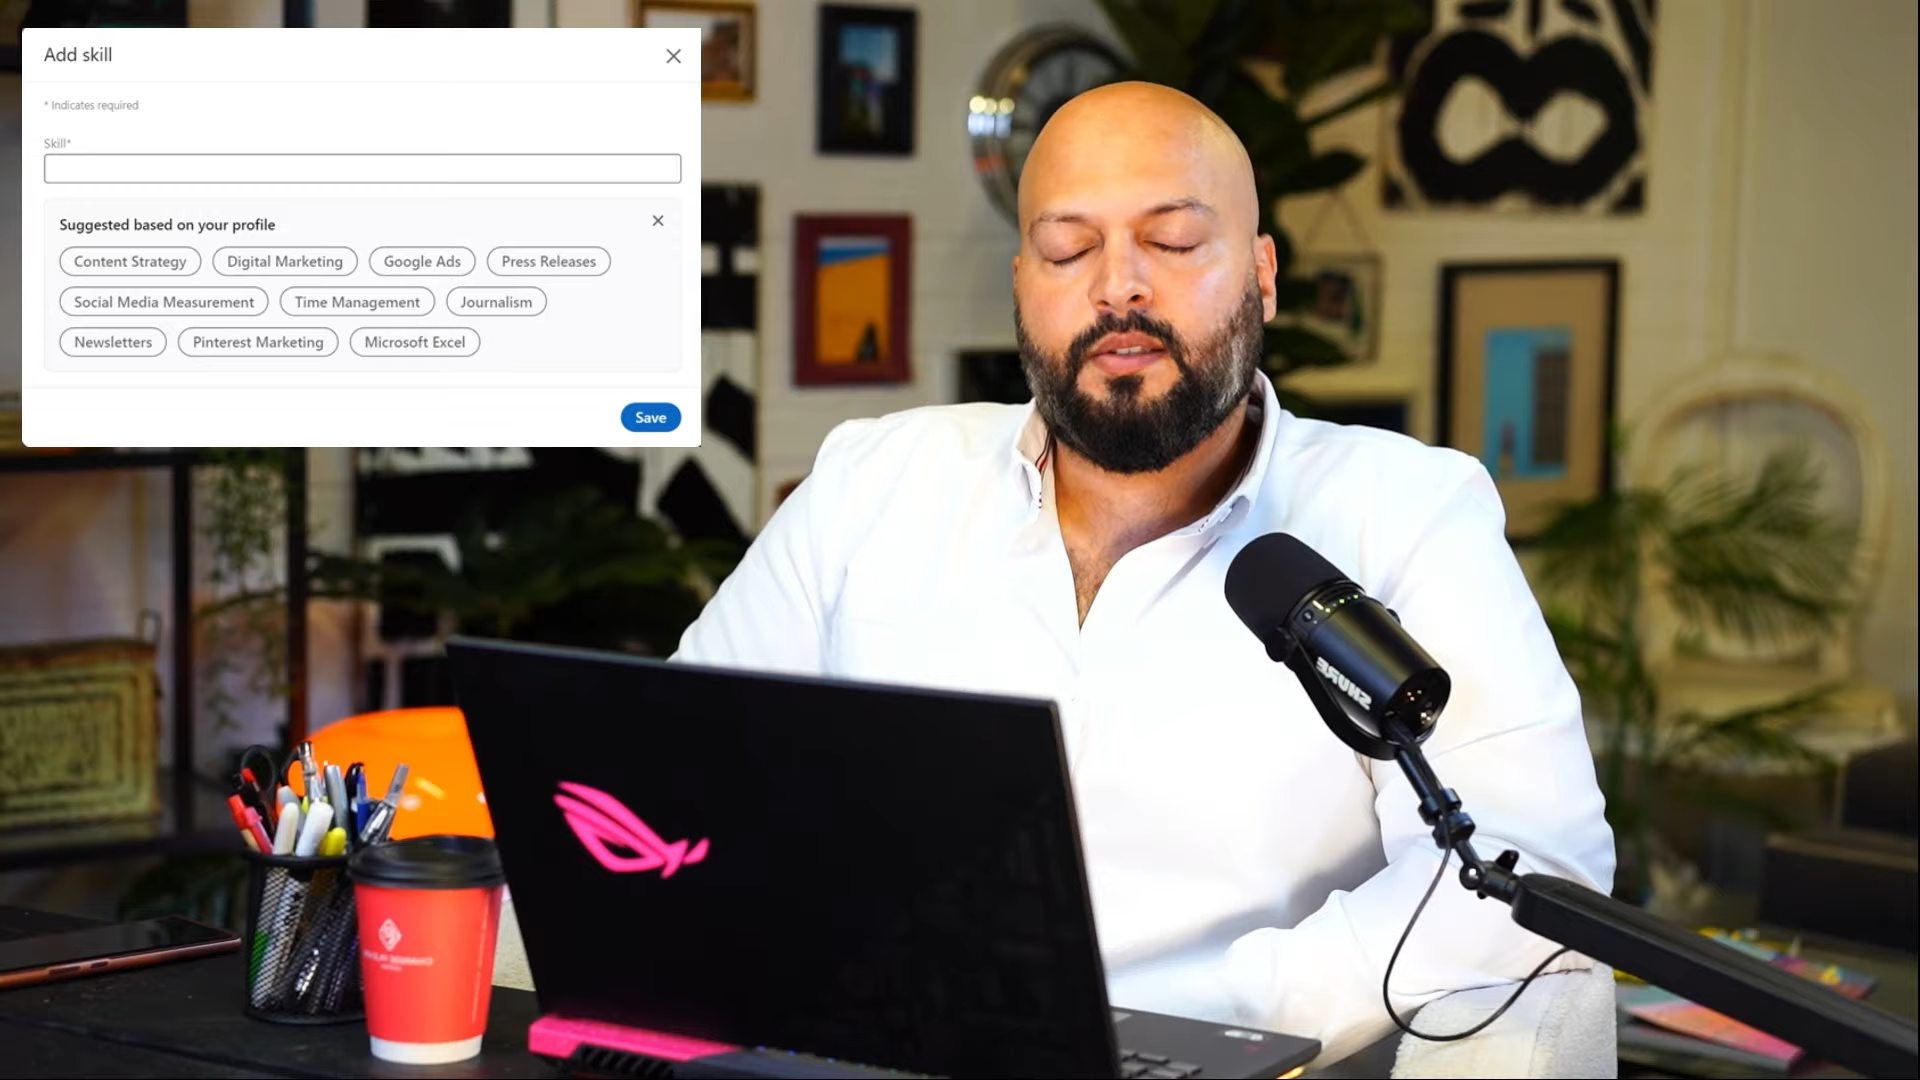 Add skill
* Indicates required
Skill*
Suggested based on your profile
Content Strategy Digital Marketing Google Ads Press Releases
Social Media Measurement Time Management Journalism
Newsletters Pinterest Marketing Microsoft Excel
Save
SHURE